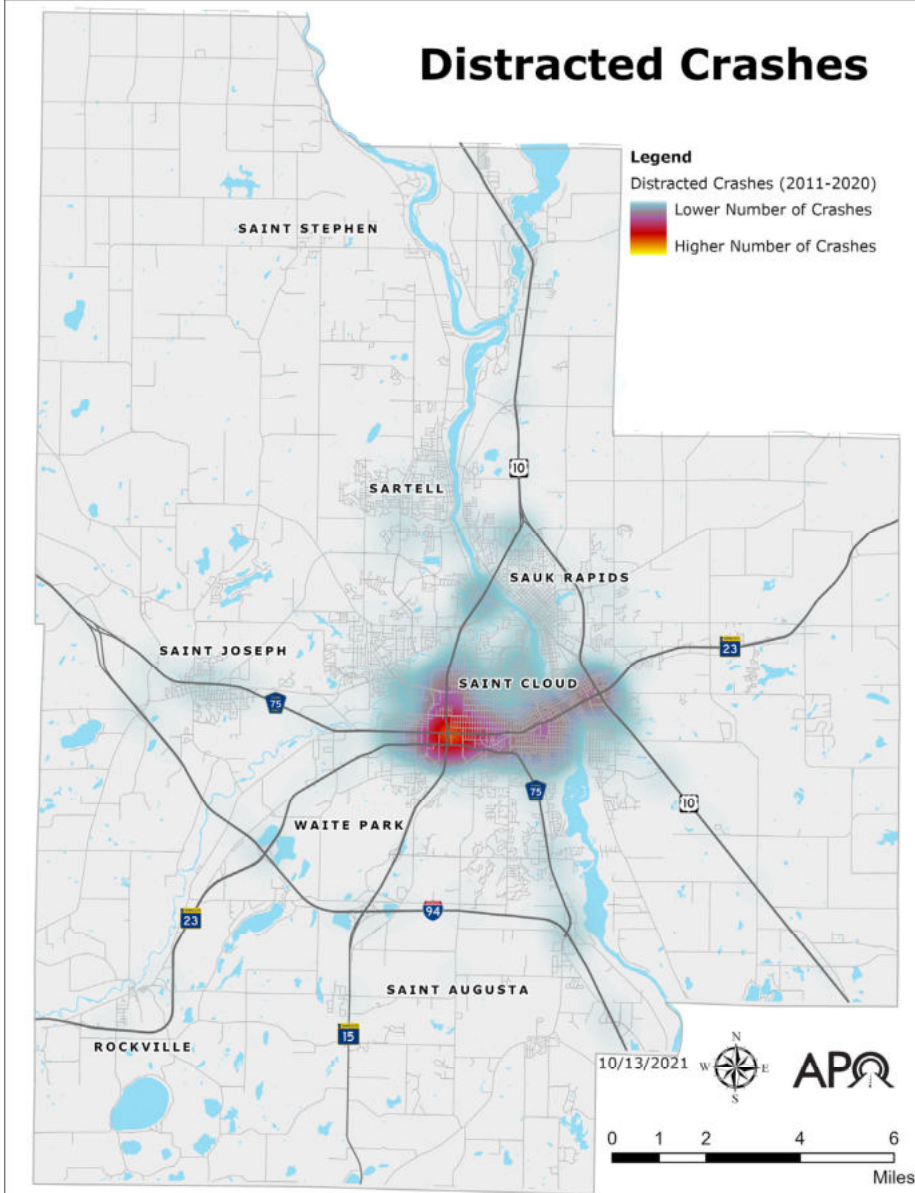 Distracted Crashes
Legend
Distracted Crashes (2011-2020)
Lower Number of Crashes
Higher Number of Crashes
SAINT STEPHEN
10
SARTELL
SAUK RAPIDS
23
SAINT JOSEPH
SAINT CLOUD
75
75
10
WAITE PARK
23
94
SAINT AUGUSTA
15
ROCKVILLE
10/13/2021
N
W
E
S
APO
0 1 2 4 6
Miles